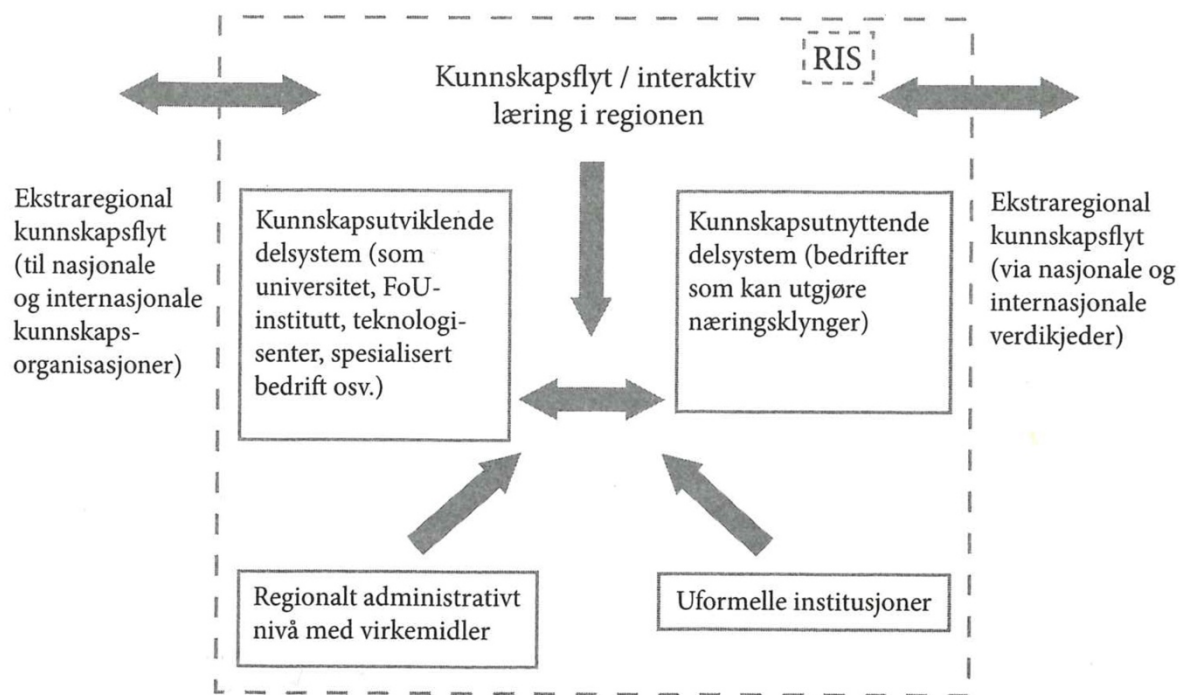 RIS
Kunnskapsflyt / interaktiv
læring i regionen
Ekstraregional
kunnskapsflyt
(til nasjonale
og internasjonale
kunnskaps-
organisasjoner)
Kunnskapsutviklende
delsystem (som
universitet, FoU-
institutt, teknologi-
senter, spesialisert
bedrift osv.)
Kunnskapsutnyttende
delsystem (bedrifter
som kan utgjøre
næringsklynger)
Ekstraregional
kunnskapsflyt
(via nasjonale og
internasjonale
verdikjeder)
Regionalt administrativt
nivå med virkemidler
Uformelle institusjoner